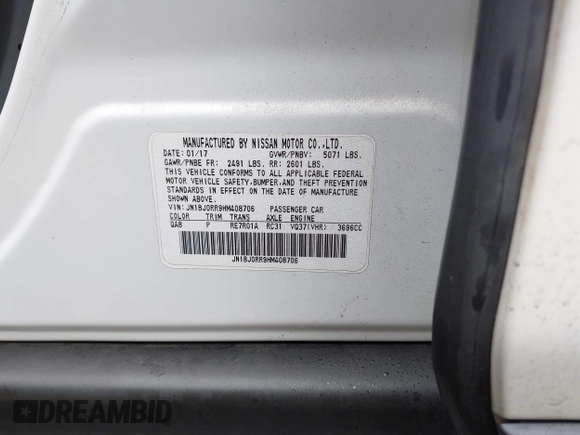 MANUFACTURED BY NISSAN MOTOR CO.,LTD.
DATE: 01/17 GVWR/PNBV: 5071 LBS.
GAWR/PNBE FR: 2491 LBS. RR: 2601 LBS.
THIS VEHICLE CONFORMS TO ALL APPLICABLE FEDERAL
MOTOR VEHICLE SAFETY,BUMPER,AND THEFT PREVENTION
STANDARDS IN EFFECT ON THE DATE OF MANUFACTURE
SHOWN ABOVE.
VIN: JN1BJ0RR9HM408706 PASSENGER CAR
COLOR TRIM TRANS AXLE ENGINE
QAB P RE7R01A RC31 VQ37(VHR) 3696CC
JN1BJ0RR9HM408706
DREAMBID